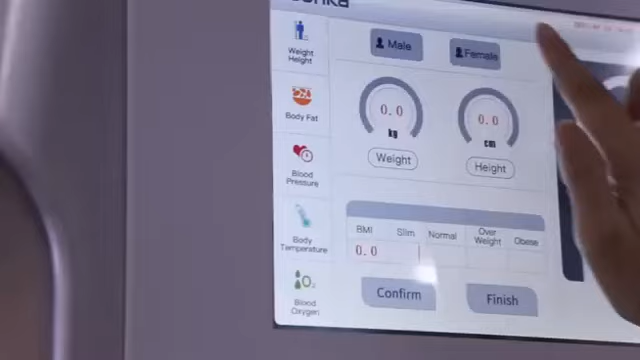 Male
Female
Weight
Height
0.0
kg
0.0
cm
Body Fat
Weight
Height
Blood
Pressure
BMI
Slim
Normal
Over
Weight
Obese
0.0
Body
Temperature
Confirm
Finish
O₂
Blood
Oxygen